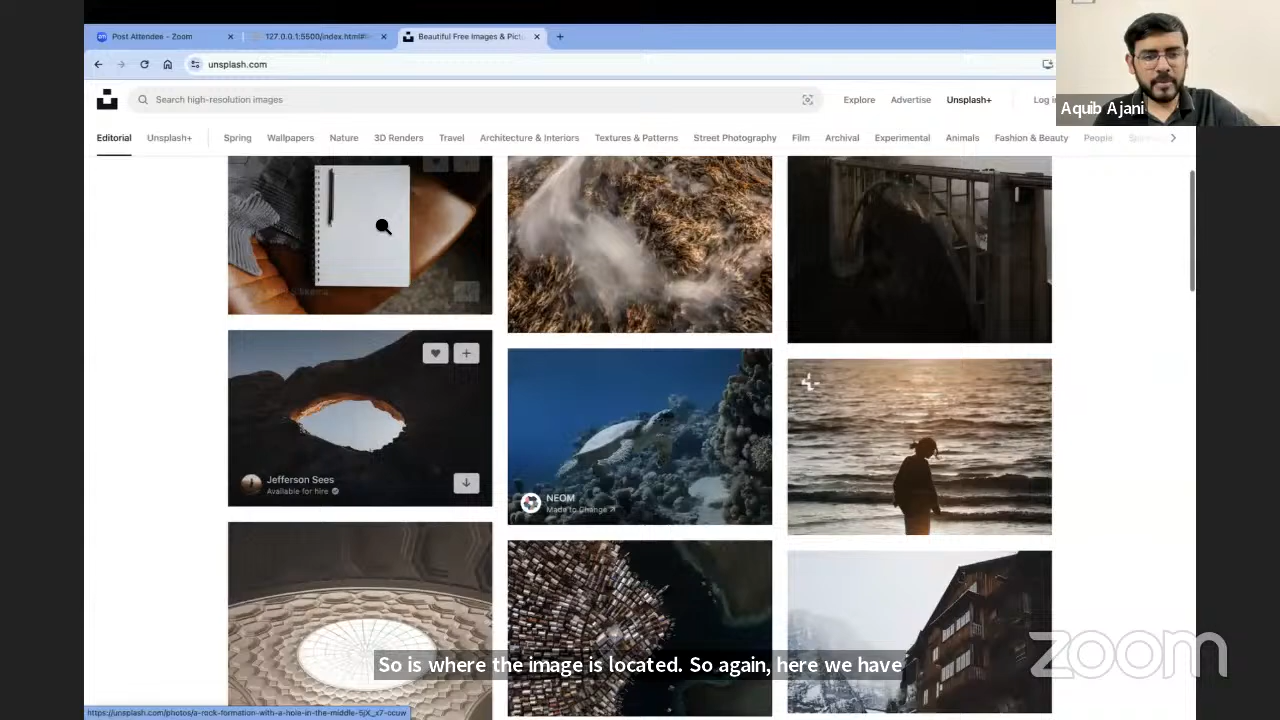 Post Attendee - Zoom
127.0.0.1:5500/index.html#
Beautiful Free Images & Pictu
unsplash.com
Search high-resolution images
Explore
Advertise
Unsplash+
Log in
Aquib Ajani
Editorial
Unsplash+
Spring
Wallpapers
Nature
3D Renders
Travel
Architecture & Interiors
Textures & Patterns
Street Photography
Film
Archival
Experimental
Animals
Fashion & Beauty
People
Jefferson Sees
Available for hire
NEOM
Made to Change
So is where the image is located. So again, here we have
zoom
https://unsplash.com/photos/a-rock-formation-with-a-hole-in-the-middle-5jX_x7-ocuw